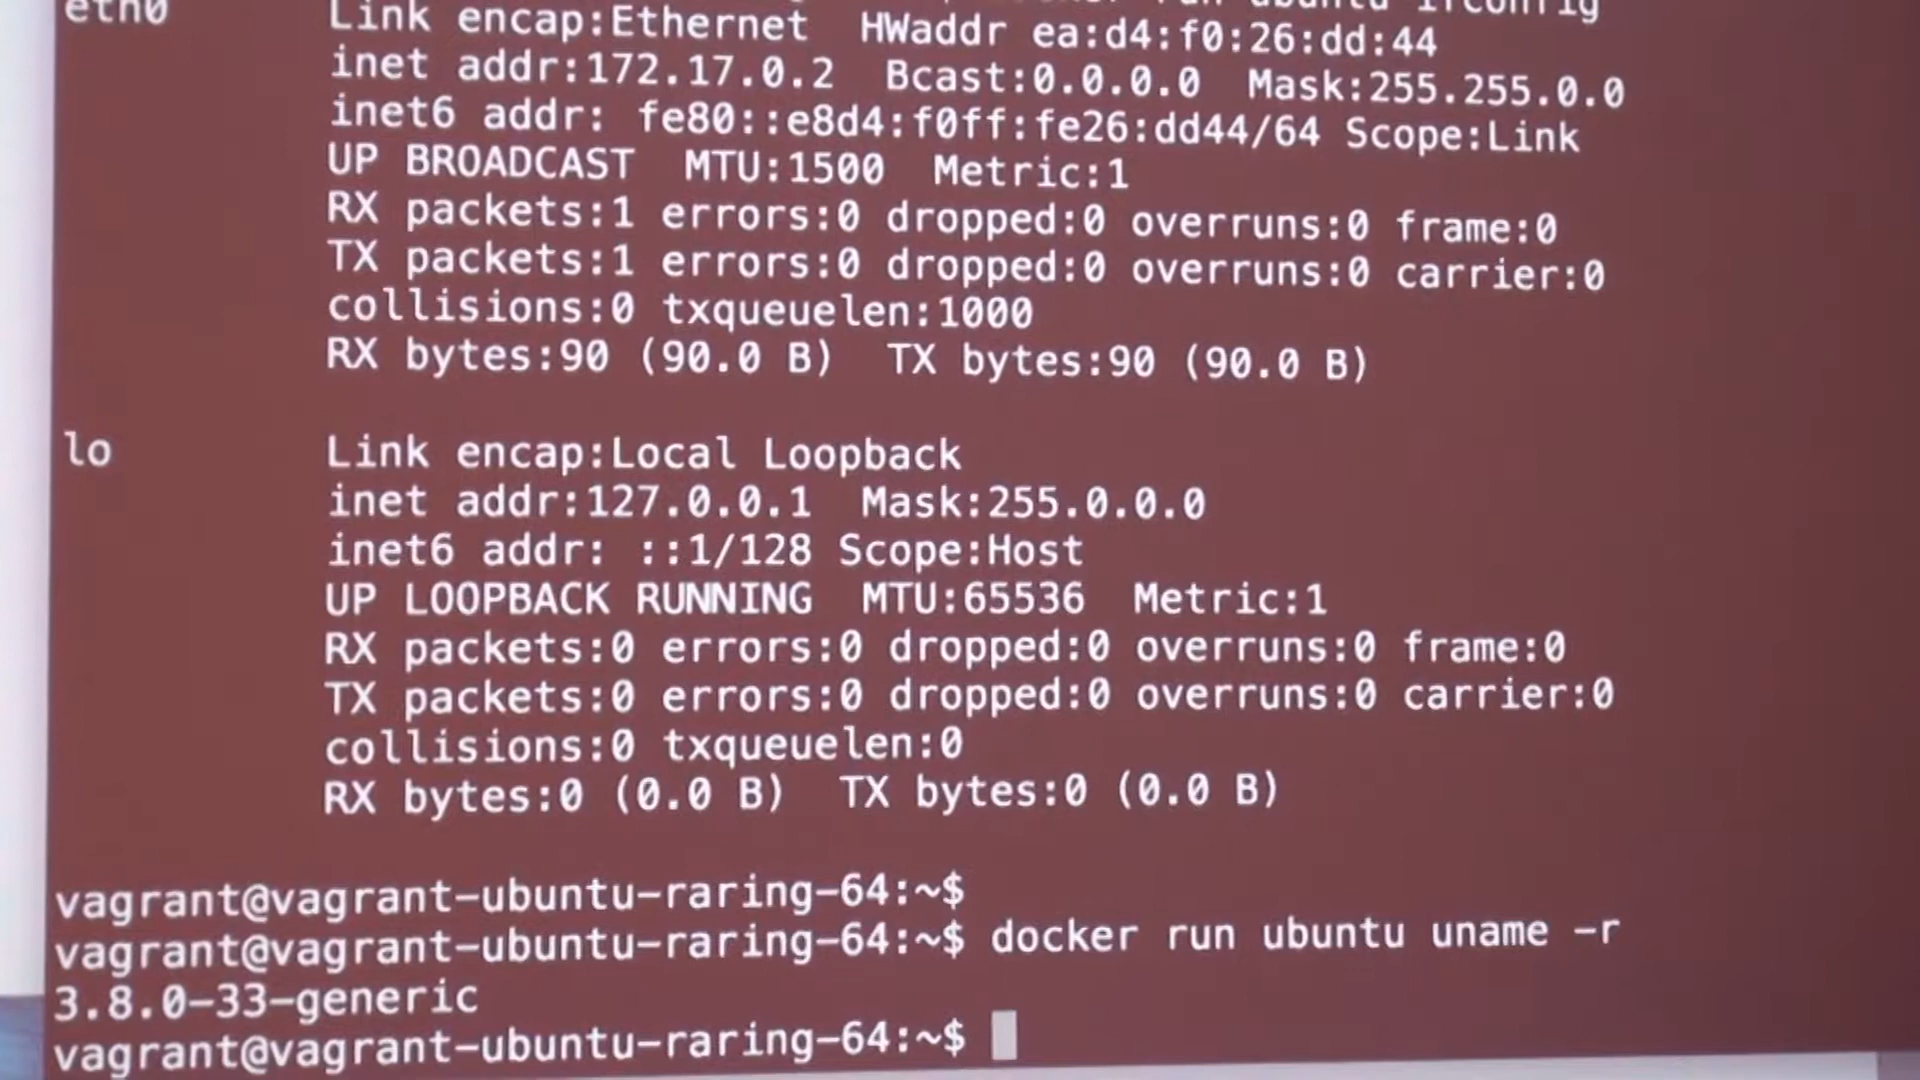 run ubuntu ifconfig
eth0 Link encap:Ethernet HWaddr ea:d4:f0:26:dd:44
inet addr:172.17.0.2 Bcast:0.0.0.0 Mask:255.255.0.0
inet6 addr: fe80::e8d4:f0ff:fe26:dd44/64 Scope:Link
UP BROADCAST MTU:1500 Metric:1
RX packets:1 errors:0 dropped:0 overruns:0 frame:0
TX packets:1 errors:0 dropped:0 overruns:0 carrier:0
collisions:0 txqueuelen:1000
RX bytes:90 (90.0 B) TX bytes:90 (90.0 B)
lo Link encap:Local Loopback
inet addr:127.0.0.1 Mask:255.0.0.0
inet6 addr: ::1/128 Scope:Host
UP LOOPBACK RUNNING MTU:65536 Metric:1
RX packets:0 errors:0 dropped:0 overruns:0 frame:0
TX packets:0 errors:0 dropped:0 overruns:0 carrier:0
collisions:0 txqueuelen:0
RX bytes:0 (0.0 B) TX bytes:0 (0.0 B)
vagrant@vagrant-ubuntu-raring-64:~$
vagrant@vagrant-ubuntu-raring-64:~$ docker run ubuntu uname -r
3.8.0-33-generic
vagrant@vagrant-ubuntu-raring-64:~$